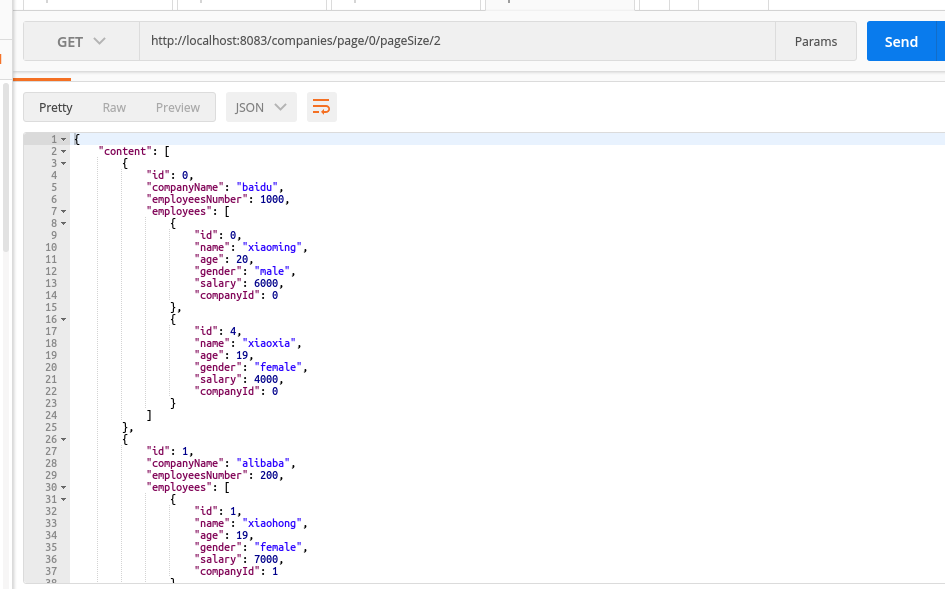 GET
http://localhost:8083/companies/page/0/pageSize/2
Params
Send
Pretty
Raw
Preview
JSON
1 {
2 "content": [
3 {
4 "id": 0,
5 "companyName": "baidu",
6 "employeesNumber": 1000,
7 "employees": [
8 {
9 "id": 0,
10 "name": "xiaoming",
11 "age": 20,
12 "gender": "male",
13 "salary": 6000,
14 "companyId": 0
15 },
16 {
17 "id": 4,
18 "name": "xiaoxia",
19 "age": 19,
20 "gender": "female",
21 "salary": 4000,
22 "companyId": 0
23 }
24 ]
25 },
26 {
27 "id": 1,
28 "companyName": "alibaba",
29 "employeesNumber": 200,
30 "employees": [
31 {
32 "id": 1,
33 "name": "xiaohong",
34 "age": 19,
35 "gender": "female",
36 "salary": 7000,
37 "companyId": 1